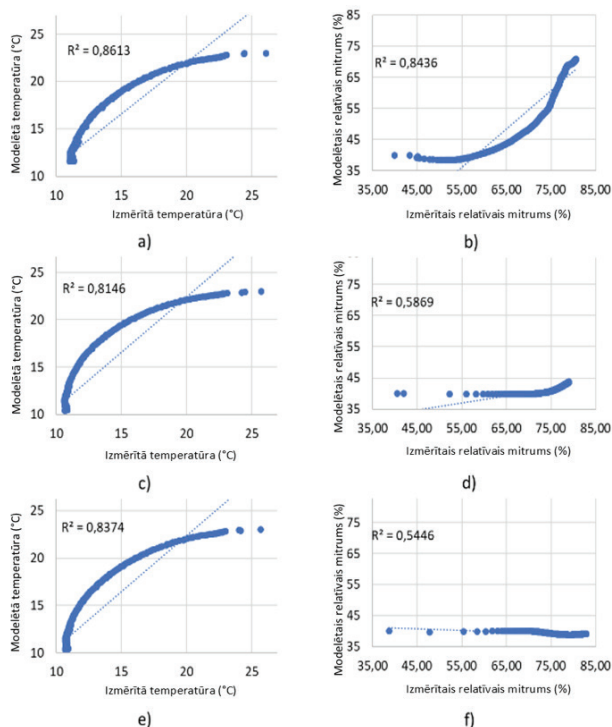 Modelētā temperatūra (°C)
R² = 0,8613
25
20
15
10
10
15
20
25
Izmērītā temperatūra (°C)
a)
Modelētais relatīvais mitrums (%)
R² = 0,8436
75
65
55
45
35
35,00
45,00
55,00
65,00
75,00
85,00
Izmērītais relatīvais mitrums (%)
b)
Modelētā temperatūra (°C)
R² = 0,8146
25
20
15
10
10
15
20
25
Izmērītā temperatūra (°C)
c)
Modelētais relatīvais mitrums (%)
R² = 0,5869
75
65
55
45
35
35,00
45,00
55,00
65,00
75,00
85,00
Izmērītais relatīvais mitrums (%)
d)
Modelētā temperatūra (°C)
R² = 0,8374
25
20
15
10
10
15
20
25
Izmērītā temperatūra (°C)
e)
Modelētais relatīvais mitrums (%)
R² = 0,5446
75
65
55
45
35
35,00
45,00
55,00
65,00
75,00
85,00
Izmērītais relatīvais mitrums (%)
f)